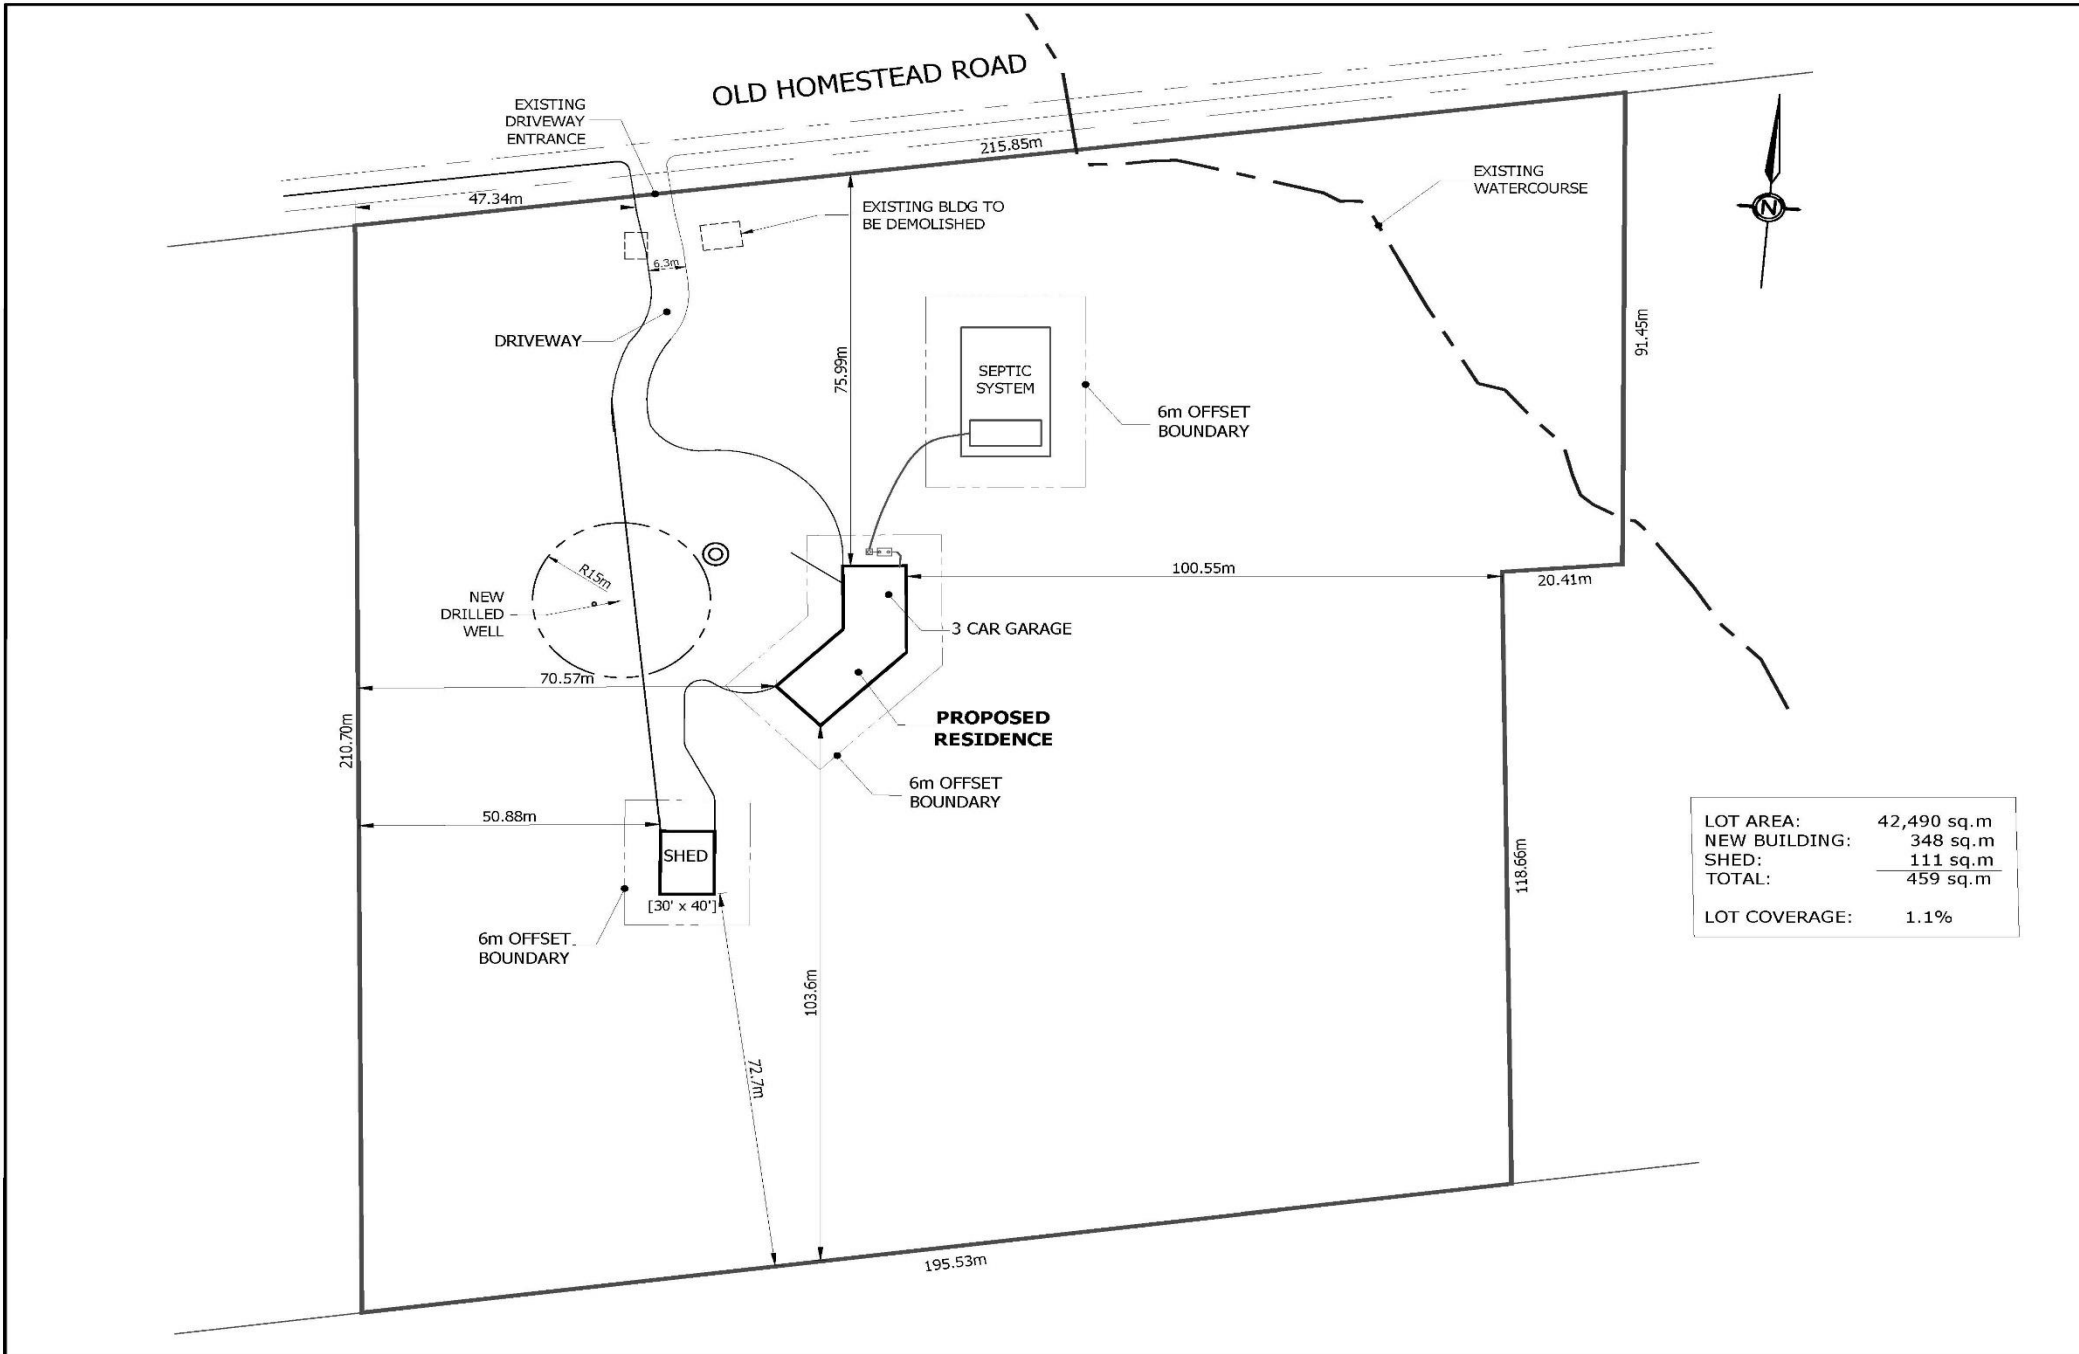 OLD HOMESTEAD ROAD
EXISTING
DRIVEWAY
ENTRANCE
215.85m
47.34m
EXISTING BLDG TO
BE DEMOLISHED
EXISTING
WATERCOURSE
N
6.3m
DRIVEWAY
75.99m
SEPTIC
SYSTEM
6m OFFSET
BOUNDARY
91.45m
R15m
NEW
DRILLED
WELL
100.55m
20.41m
3 CAR GARAGE
70.57m
210.70m
PROPOSED
RESIDENCE
6m OFFSET
BOUNDARY
50.88m
SHED
[30' x 40']
6m OFFSET
BOUNDARY
103.6m
72.7m
118.66m
195.53m
LOT AREA: 42,490 sq.m
NEW BUILDING: 348 sq.m
SHED: 111 sq.m
TOTAL: 459 sq.m
LOT COVERAGE: 1.1%